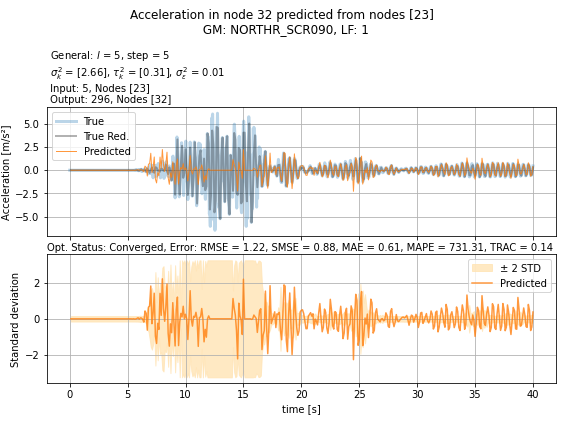 Acceleration in node 32 predicted from nodes [23]
GM: NORTHR_SCR090, LF: 1
General: l = 5, step = 5
σ²ₖ = [2.66], τ²ₖ = [0.31], σ²ε = 0.01
Input: 5, Nodes [23]
Output: 296, Nodes [32]
Acceleration [m/s²]
5.0
2.5
0.0
−2.5
−5.0
True
True Red.
Predicted
Opt. Status: Converged, Error: RMSE = 1.22, SMSE = 0.88, MAE = 0.61, MAPE = 731.31, TRAC = 0.14
Standard deviation
2
0
−2
± 2 STD
Predicted
0 5 10 15 20 25 30 35 40
time [s]